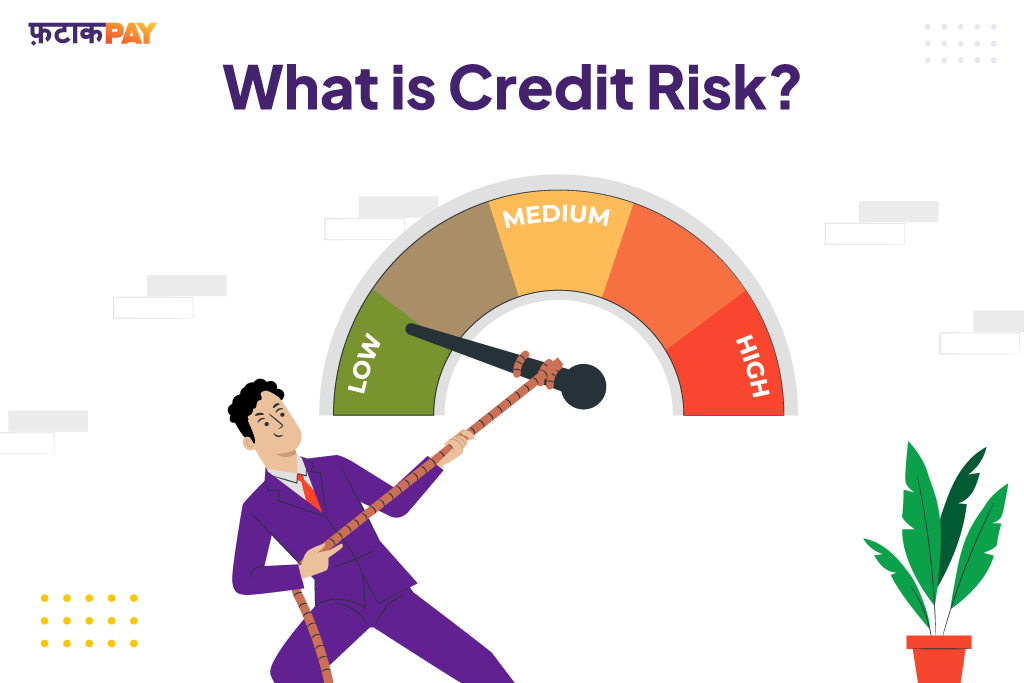 फ़टाकPAY
What is Credit Risk?
MEDIUM
LOW
HIGH